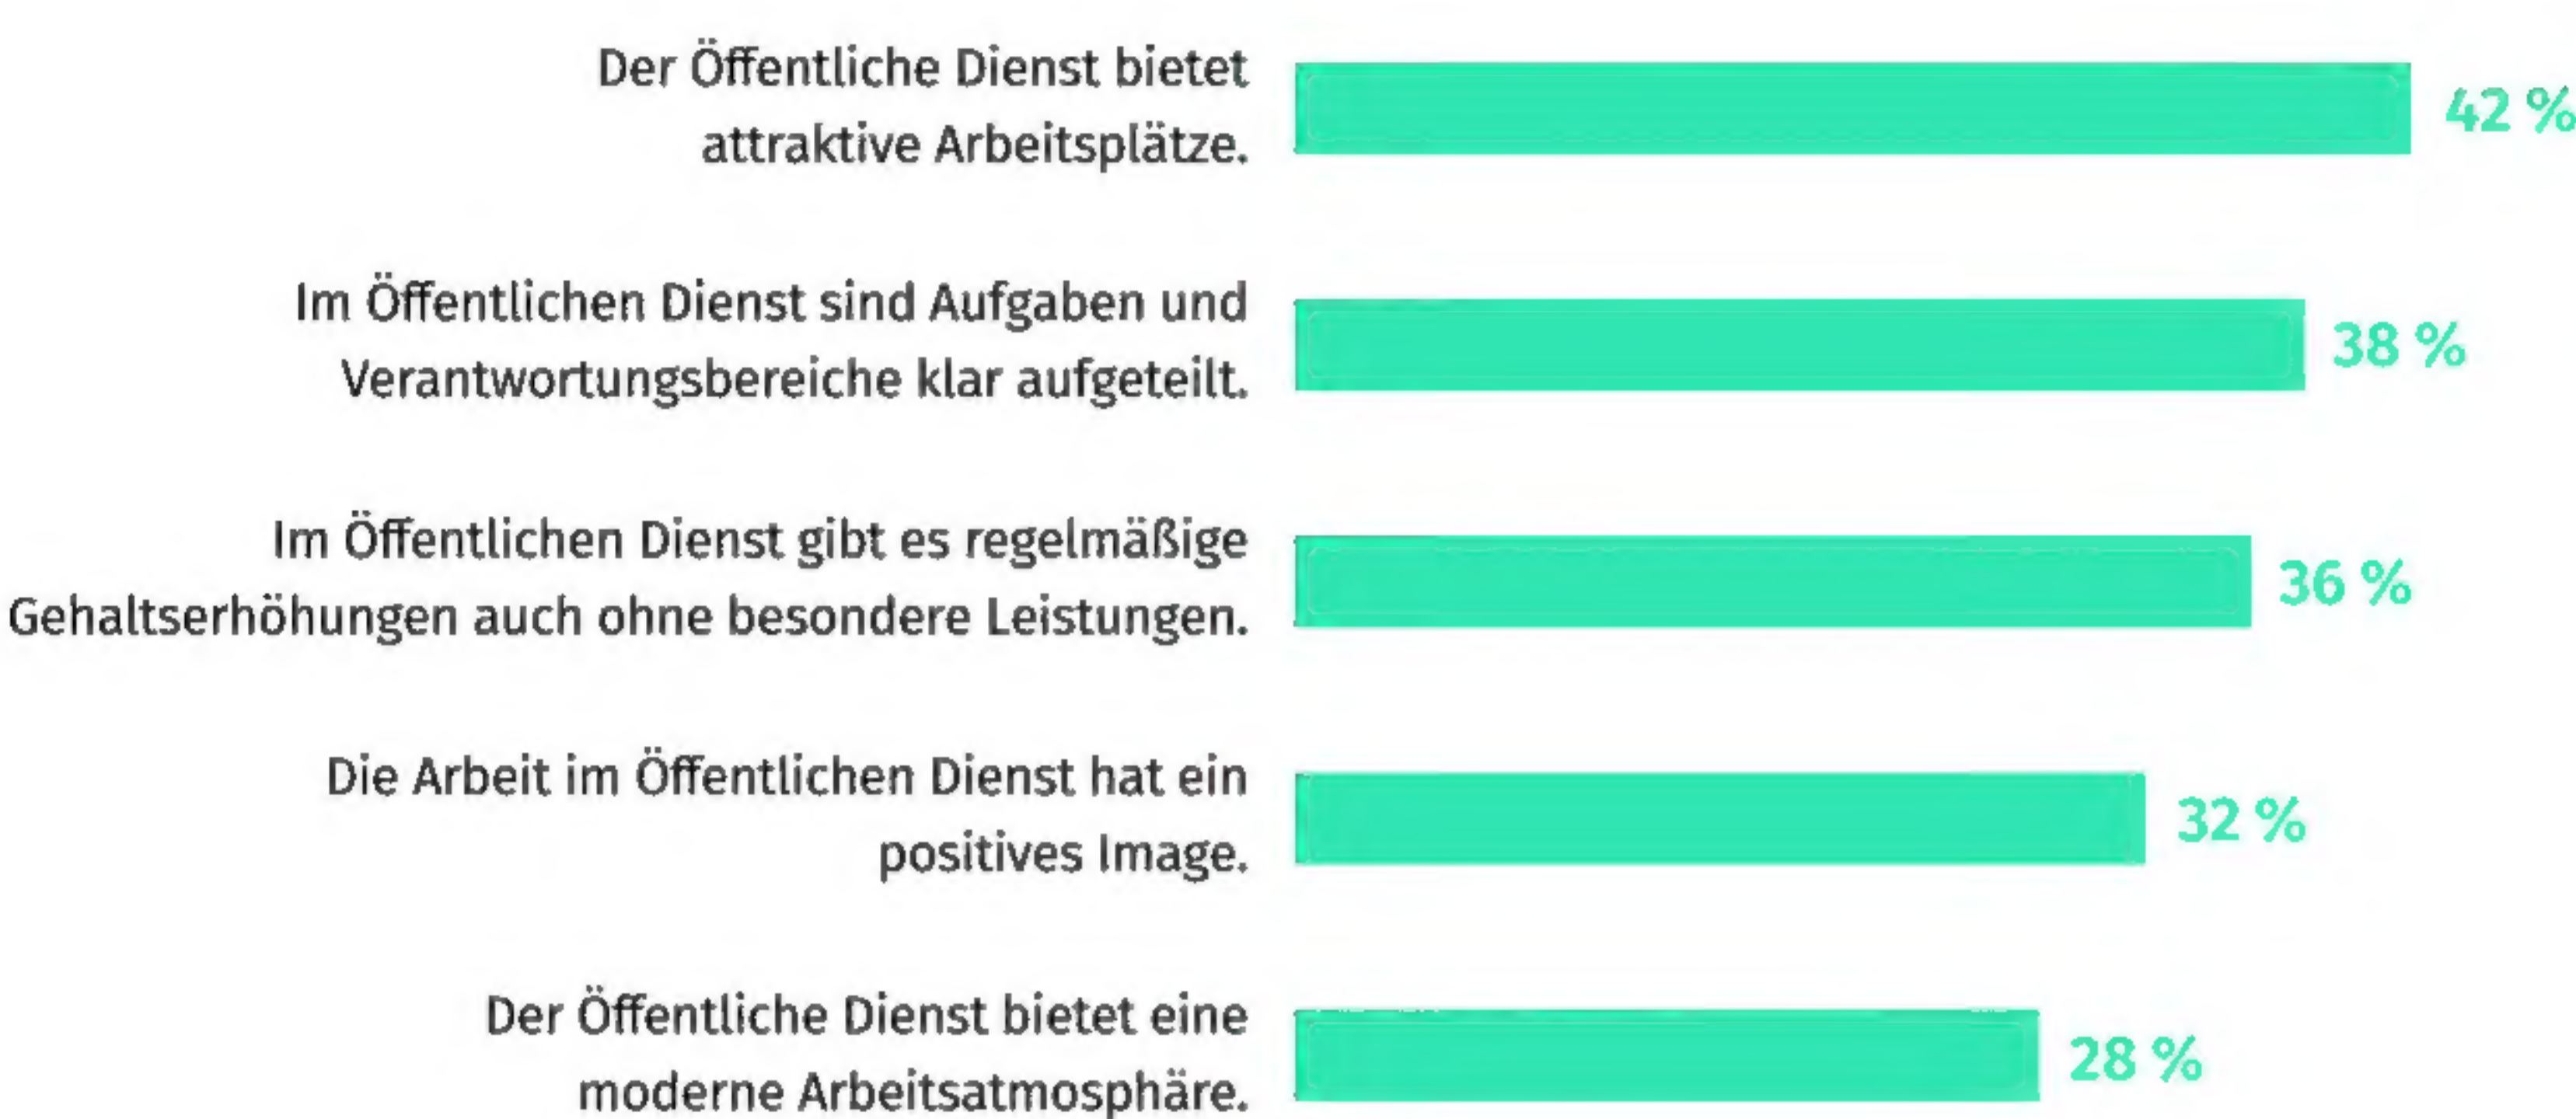 Der Öffentliche Dienst bietet
attraktive Arbeitsplätze.
42 %
Im Öffentlichen Dienst sind Aufgaben und
Verantwortungsbereiche klar aufgeteilt.
38 %
Im Öffentlichen Dienst gibt es regelmäßige
Gehaltserhöhungen auch ohne besondere Leistungen.
36 %
Die Arbeit im Öffentlichen Dienst hat ein
positives Image.
32 %
Der Öffentliche Dienst bietet eine
moderne Arbeitsatmosphäre.
28 %